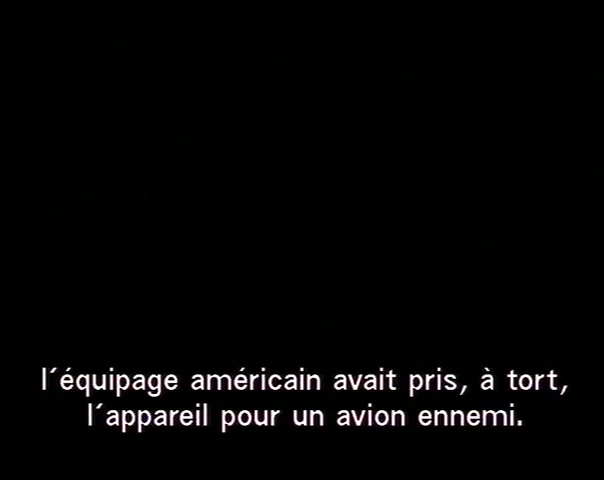 l´équipage américain avait pris, à tort,
l´appareil pour un avion ennemi.